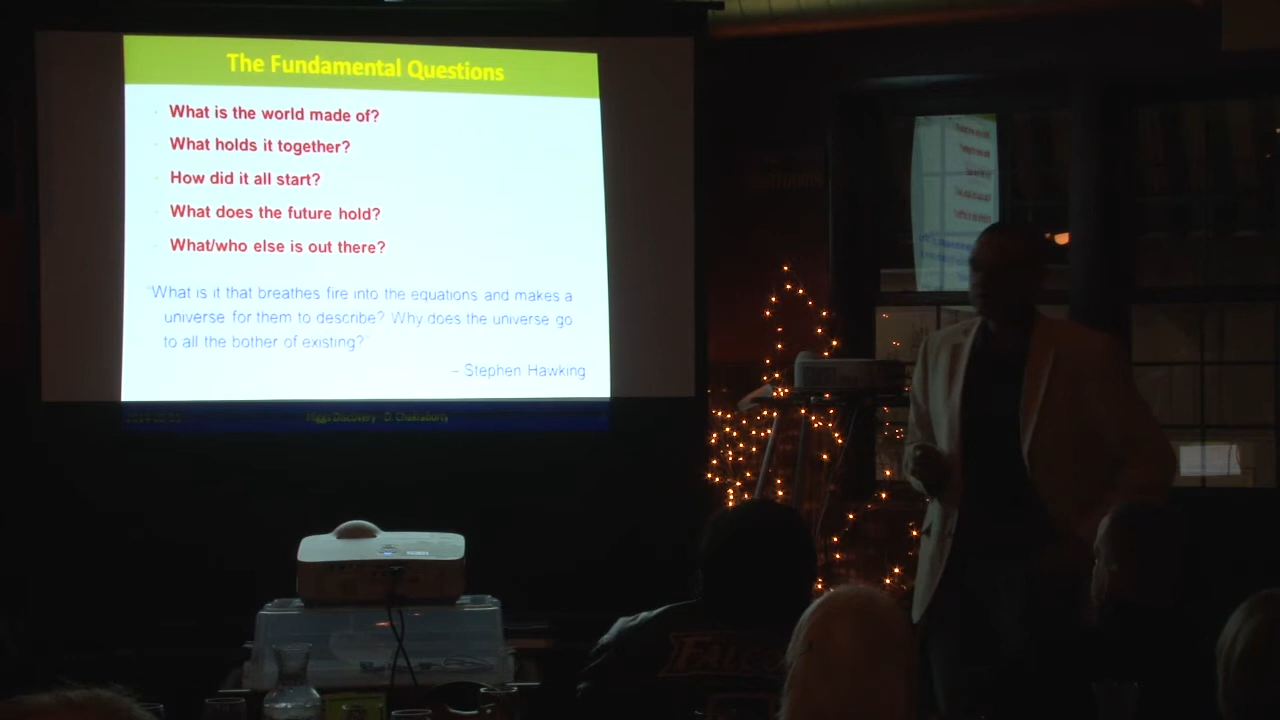 The Fundamental Questions
What is the world made of?
What holds it together?
How did it all start?
What does the future hold?
What/who else is out there?
"What is it that breathes fire into the equations and makes a
universe for them to describe? Why does the universe go
to all the bother of existing?"
– Stephen Hawking
Higgs Discovery D. Chakraborty